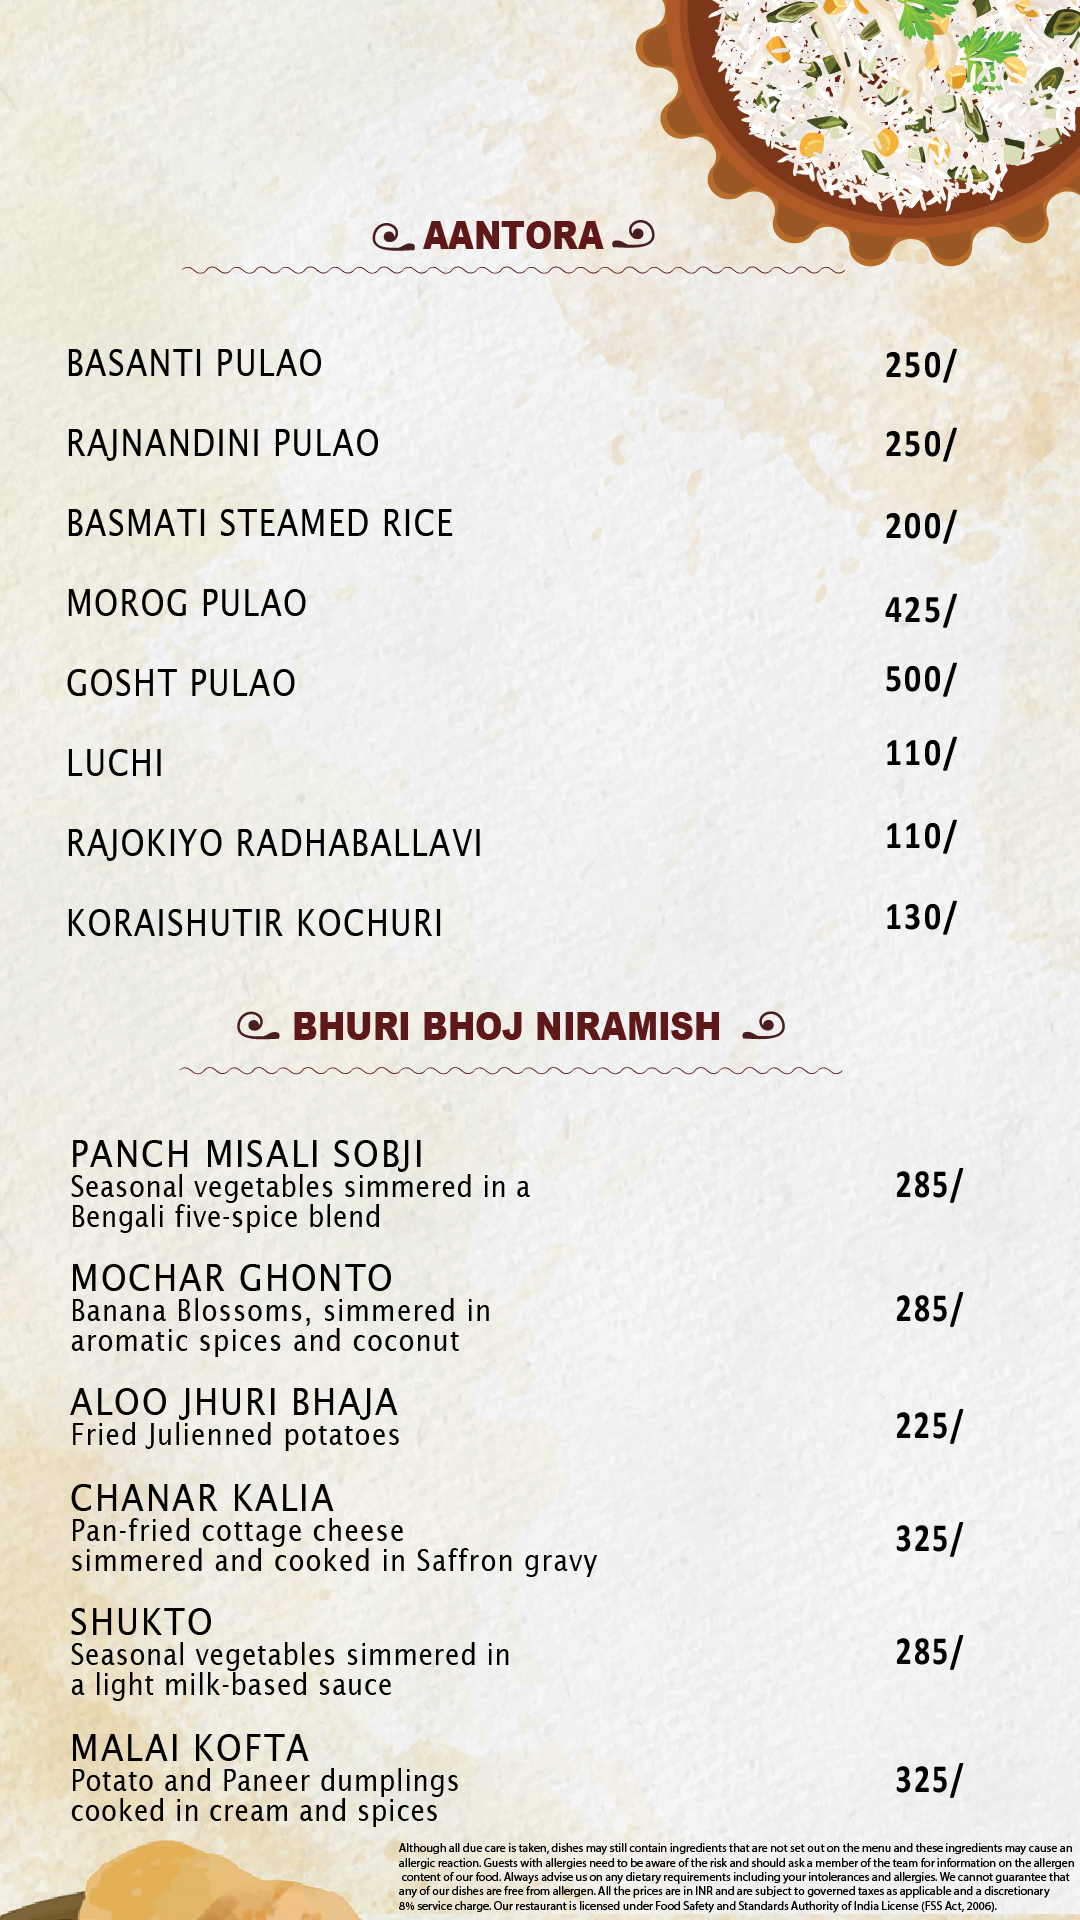 AANTORA
BASANTI PULAO 250/
RAJNANDINI PULAO 250/
BASMATI STEAMED RICE 200/
MOROG PULAO 425/
GOSHT PULAO 500/
LUCHI 110/
RAJOKIYO RADHABALLAVI 110/
KORAISHUTIR KOCHURI 130/
BHURI BHOJ NIRAMISH
PANCH MISALI SOBJI
Seasonal vegetables simmered in a 285/
Bengali five-spice blend
MOCHAR GHONTO
Banana Blossoms, simmered in 285/
aromatic spices and coconut
ALOO JHURI BHAJA
Fried Julienned potatoes 225/
CHANAR KALIA
Pan-fried cottage cheese 325/
simmered and cooked in Saffron gravy
SHUKTO
Seasonal vegetables simmered in 285/
a light milk-based sauce
MALAI KOFTA
Potato and Paneer dumplings 325/
cooked in cream and spices
Although all due care is taken, dishes may still contain ingredients that are not set out on the menu and these ingredients may cause an
allergic reaction. Guests with allergies need to be aware of the risk and should ask a member of the team for information on the allergen
content of our food. Always advise us on any dietary requirements including your intolerances and allergies. We cannot guarantee that
any of our dishes are free from allergen. All the prices are in INR and are subject to governed taxes as applicable and a discretionary
8% service charge. Our restaurant is licensed under Food Safety and Standards Authority of India License (FSS Act, 2006).